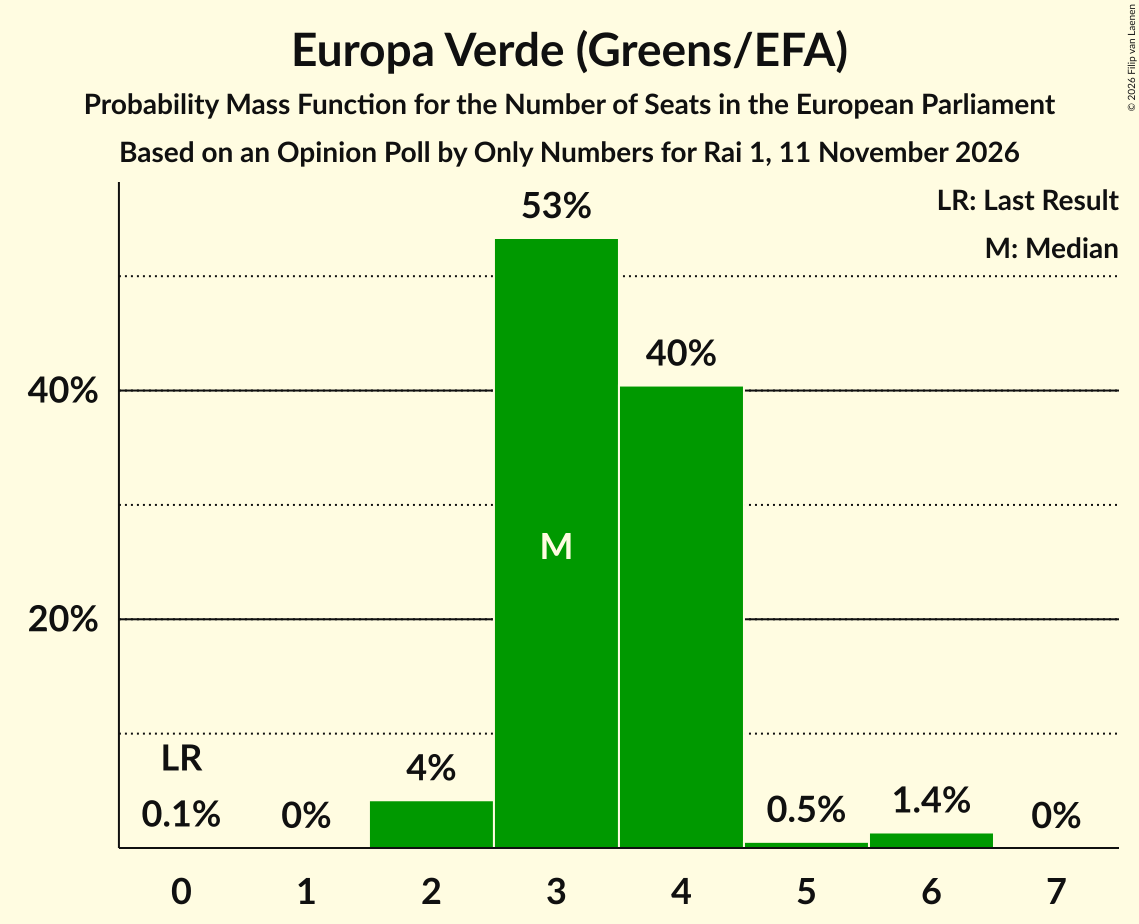 Europa Verde (Greens/EFA)
Probability Mass Function for the Number of Seats in the European Parliament
Based on an Opinion Poll by Only Numbers for Rai 1, 11 November 2026
© 2026 Filip van Laenen
LR: Last Result
M: Median
53%
40%
40%
M
20%
LR
4%
0.1%
0%
0.5%
1.4%
0%
0 1 2 3 4 5 6 7